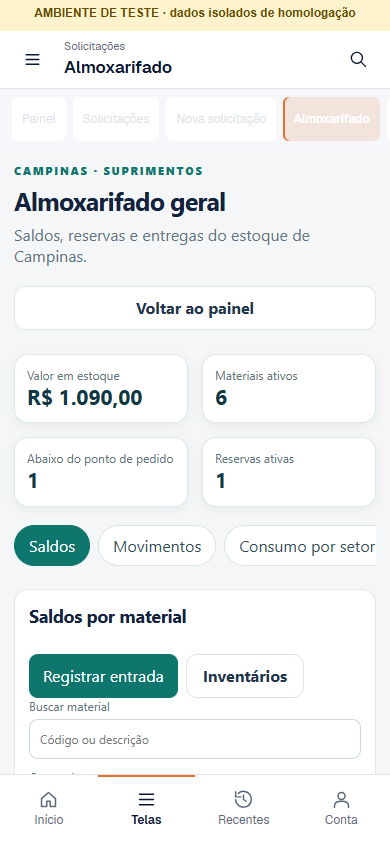 AMBIENTE DE TESTE · dados isolados de homologação
Solicitações
Almoxarifado
Painel
Solicitações
Nova solicitação
Almoxarifado
CAMPINAS · SUPRIMENTOS
Almoxarifado geral
Saldos, reservas e entregas do estoque de
Campinas.
Voltar ao painel
Valor em estoque
R$ 1.090,00
Materiais ativos
6
Abaixo do ponto de pedido
1
Reservas ativas
1
Saldos
Movimentos
Consumo por setor
Saldos por material
Registrar entrada
Inventários
Buscar material
Código ou descrição
Início
Telas
Recentes
Conta